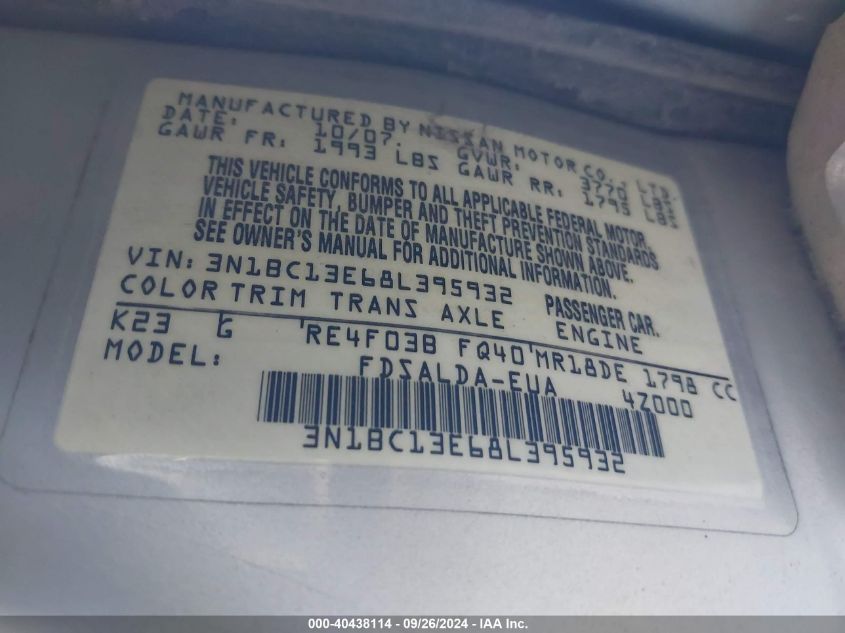 MANUFACTURED BY NISSAN MOTOR CO., LTD.
DATE: 10/07. GVWR: 3770 LBS
GAWR FR: 1993 LBS GAWR RR: 1795 LBS
THIS VEHICLE CONFORMS TO ALL APPLICABLE FEDERAL MOTOR
VEHICLE SAFETY, BUMPER AND THEFT PREVENTION STANDARDS
IN EFFECT ON THE DATE OF MANUFACTURE SHOWN ABOVE.
SEE OWNER'S MANUAL FOR ADDITIONAL INFORMATION.
VIN: 3N1BC13E68L395932 PASSENGER CAR.
COLOR TRIM TRANS AXLE ENGINE
K23 G RE4F03B FQ40 MR18DE 1798 CC
MODEL: FDSALDA-EUA 4Z000
3N1BC13E68L395932
000-40438114 - 09/26/2024 - IAA Inc.